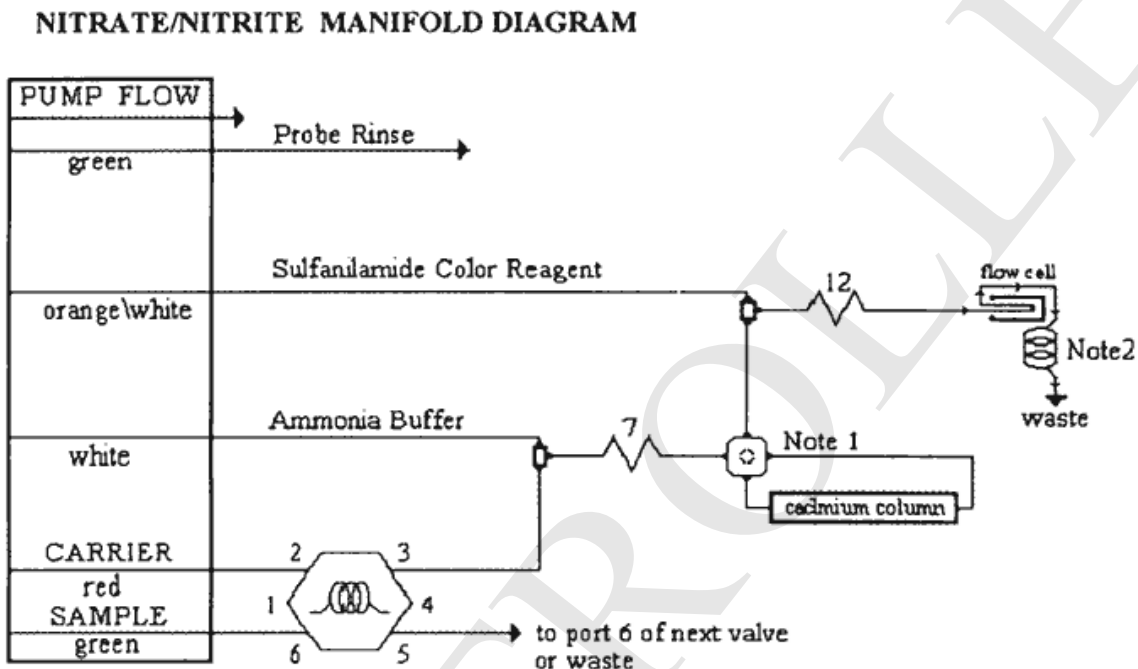 NITRATE/NITRITE MANIFOLD DIAGRAM
PUMP FLOW
Probe Rinse
green
Sulfanilamide Color Reagent
orange\white
12
flow cell
Note2
waste
Ammonia Buffer
white
7
Note 1
cadmium column
CARRIER
2
3
red
1
4
SAMPLE
green
6
5
to port 6 of next valve
or waste